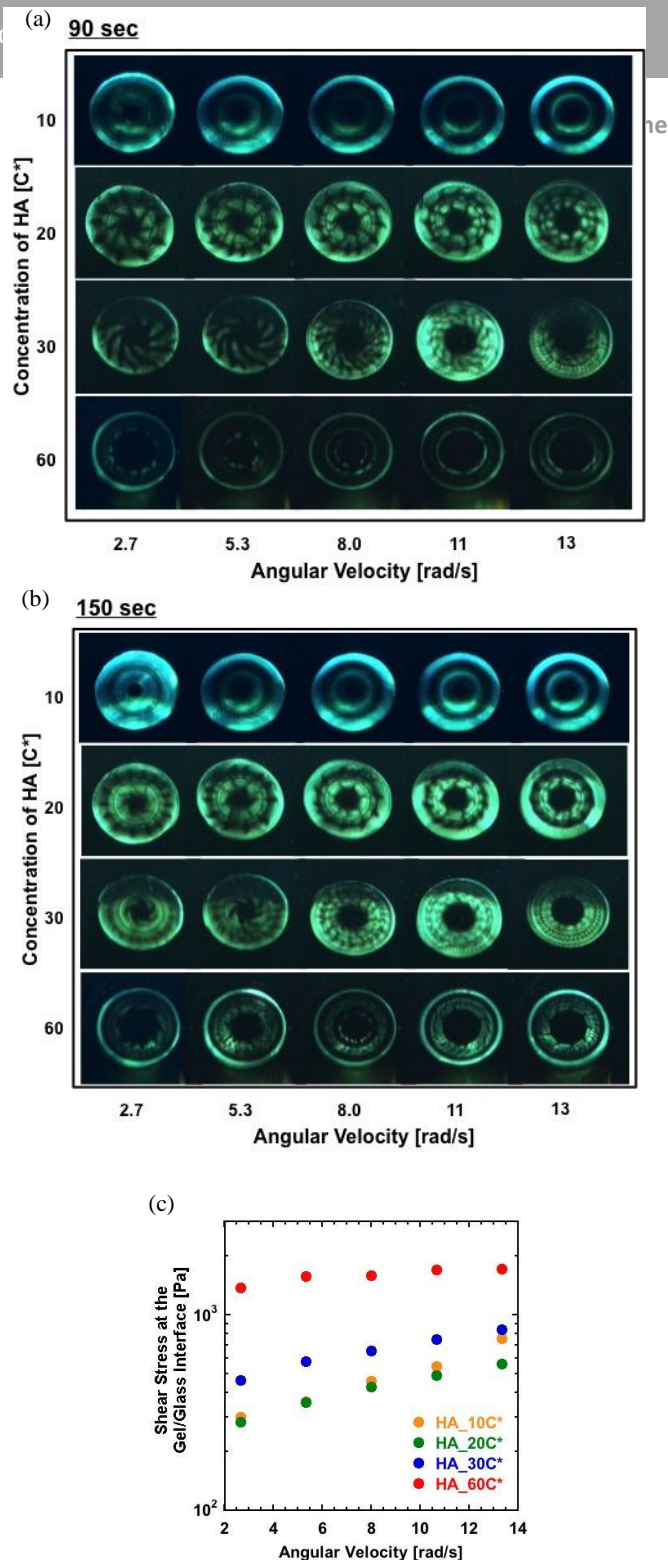 (a)
90 sec
Concentration of HA [C*]
10
20
30
60
2.7 5.3 8.0 11 13
Angular Velocity [rad/s]
(b)
150 sec
Concentration of HA [C*]
10
20
30
60
2.7 5.3 8.0 11 13
Angular Velocity [rad/s]
(c)
Shear Stress at the
Gel/Glass Interface [Pa]
10³
10²
HA_10C*
HA_20C*
HA_30C*
HA_60C*
2 4 6 8 10 12 14
Angular Velocity [rad/s]